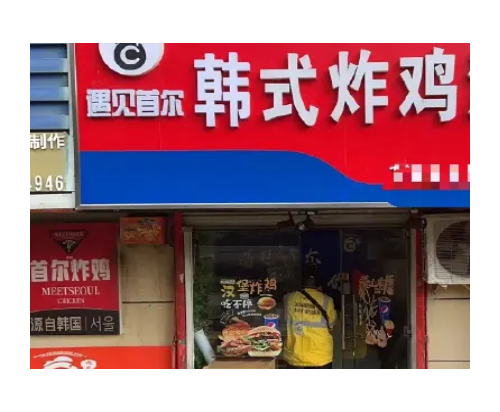 C
遇见首尔
韩式炸鸡
制作
4946
首尔炸鸡
MEETSEOUL
CHICKEN
源自韩国 | 서울
汉堡炸鸡
吃不停